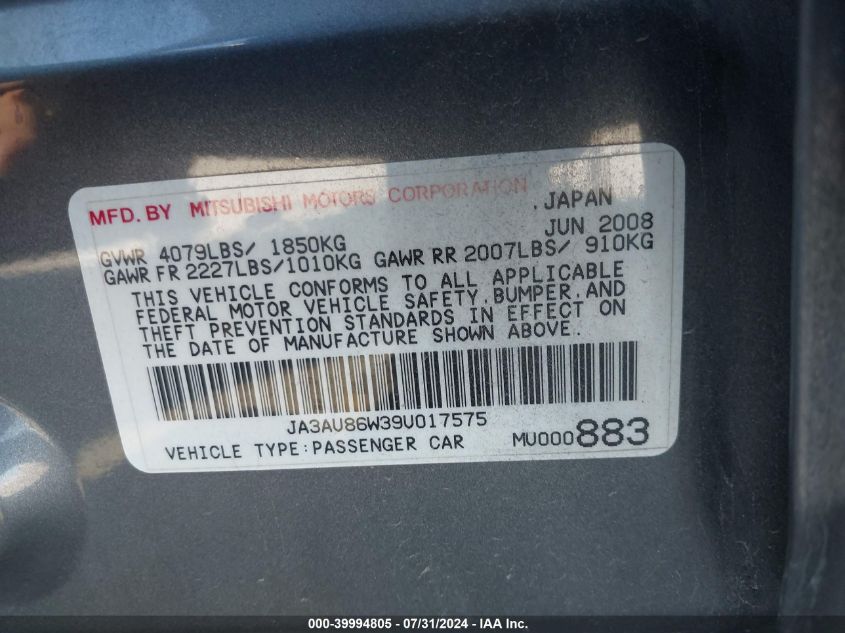 MFD. BY MITSUBISHI MOTORS CORPORATION, JAPAN
GVWR 4079LBS/ 1850KG JUN 2008
GAWR FR 2227LBS/1010KG GAWR RR 2007LBS/ 910KG
THIS VEHICLE CONFORMS TO ALL APPLICABLE
FEDERAL MOTOR VEHICLE SAFETY, BUMPER, AND
THEFT PREVENTION STANDARDS IN EFFECT ON
THE DATE OF MANUFACTURE SHOWN ABOVE.
JA3AU86W39U017575
VEHICLE TYPE: PASSENGER CAR MU000883
000-39994805 / 07/31/2024 - IAA Inc.